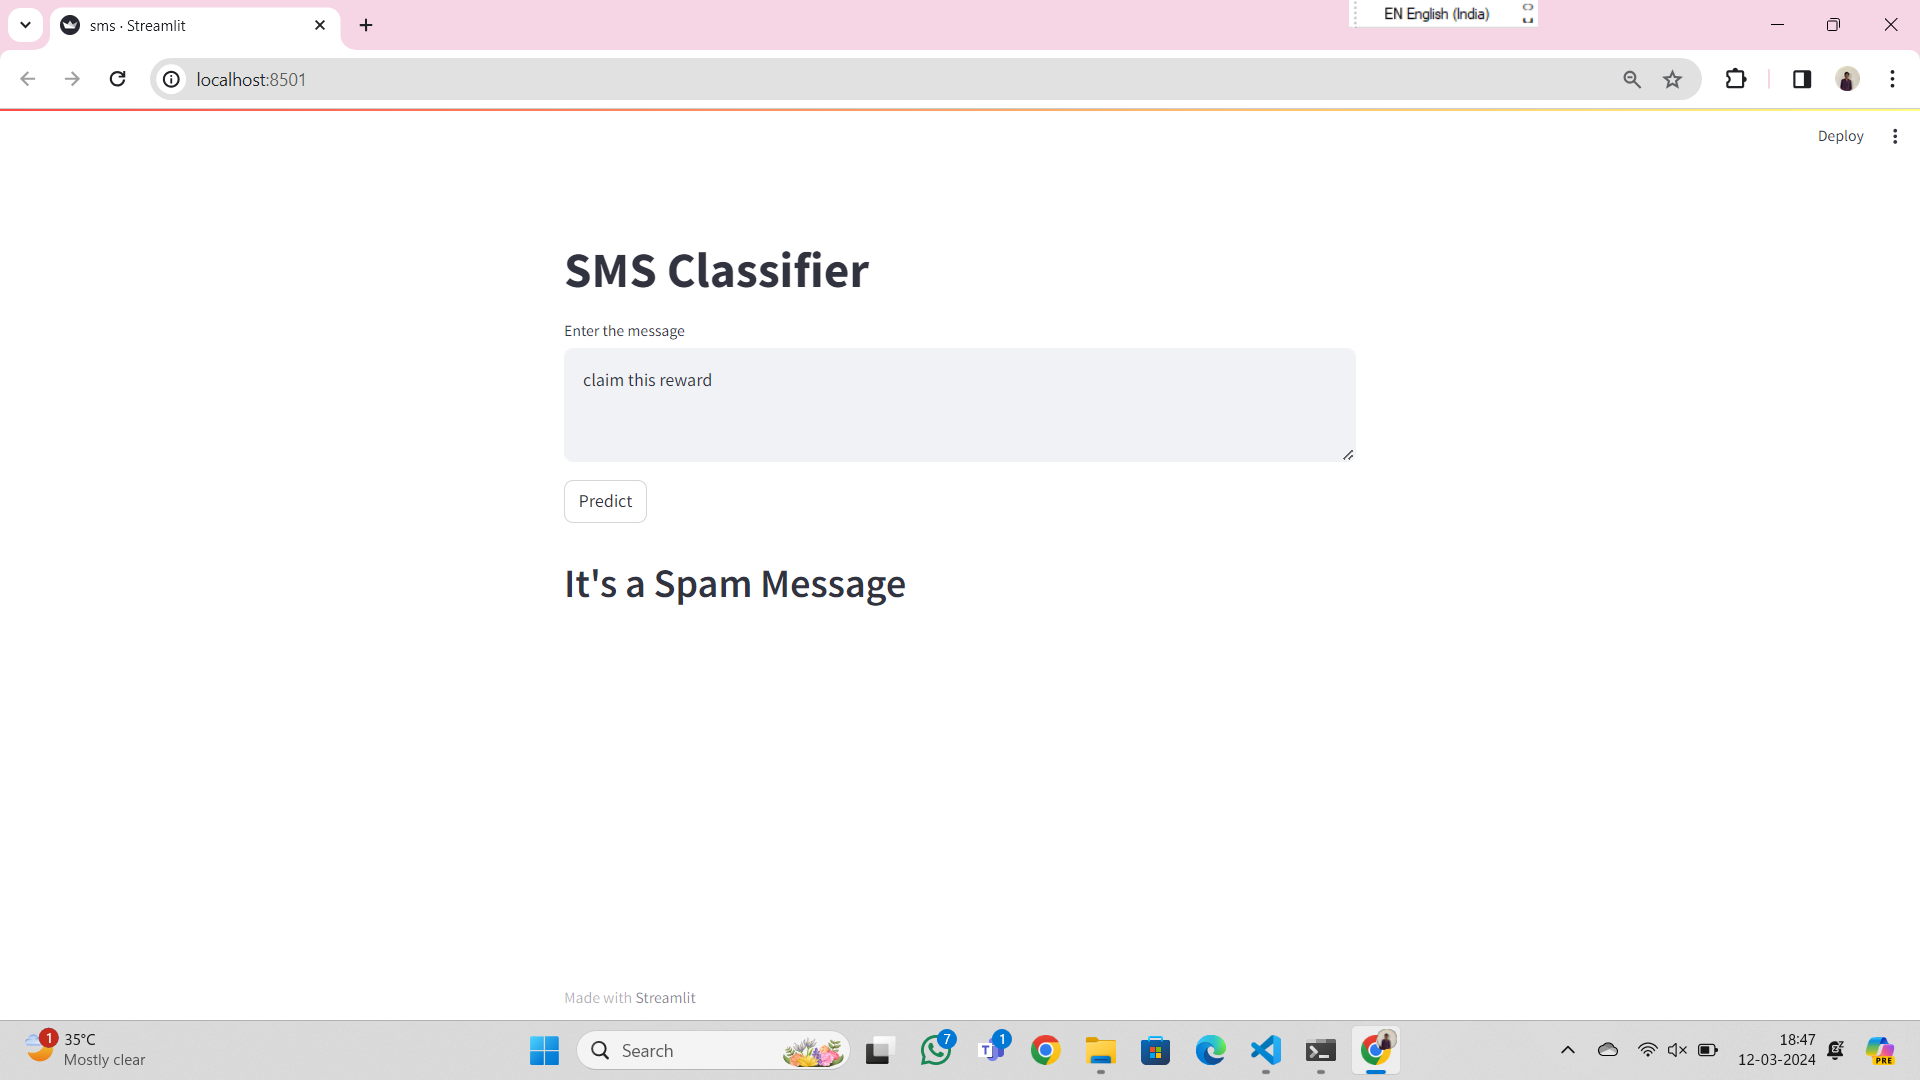 sms · Streamlit
EN English (India)
localhost:8501
Deploy
SMS Classifier
Enter the message
claim this reward
Predict
It's a Spam Message
Made with Streamlit
1
35°C
Mostly clear
Search
7
T
1
PRE
18:47
12-03-2024